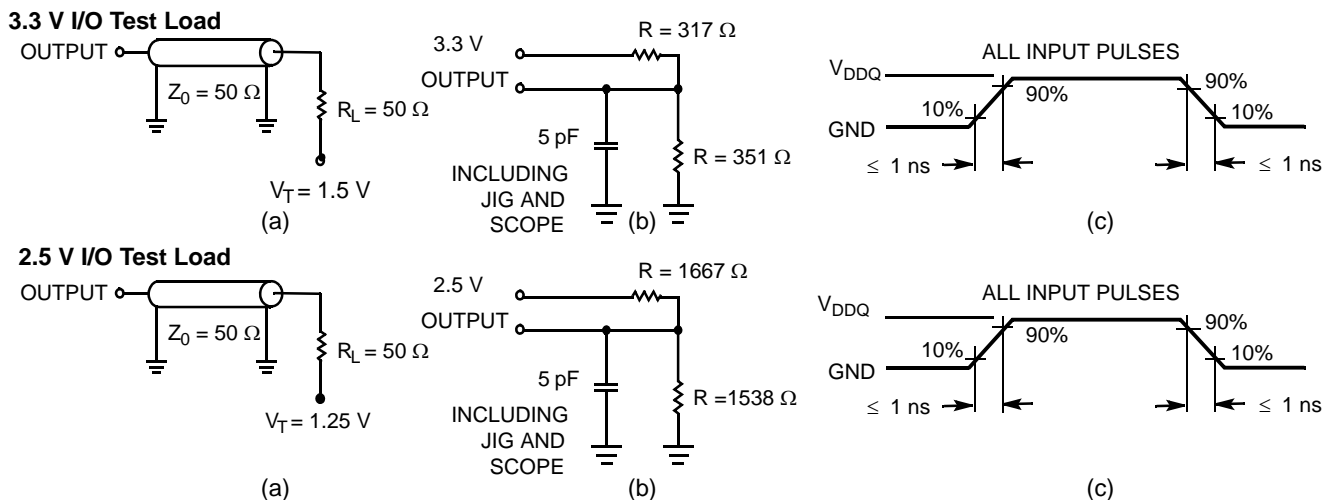 3.3 V I/O Test Load
OUTPUT
Z0 = 50 Ω
RL = 50 Ω
VT = 1.5 V
(a)
3.3 V
OUTPUT
R = 317 Ω
5 pF
INCLUDING
JIG AND
SCOPE
R = 351 Ω
(b)
ALL INPUT PULSES
VDDQ
GND
10%
90%
90%
10%
≤ 1 ns
≤ 1 ns
(c)
2.5 V I/O Test Load
OUTPUT
Z0 = 50 Ω
RL = 50 Ω
VT = 1.25 V
(a)
2.5 V
OUTPUT
R = 1667 Ω
5 pF
INCLUDING
JIG AND
SCOPE
R =1538 Ω
(b)
ALL INPUT PULSES
VDDQ
GND
10%
90%
90%
10%
≤ 1 ns
≤ 1 ns
(c)